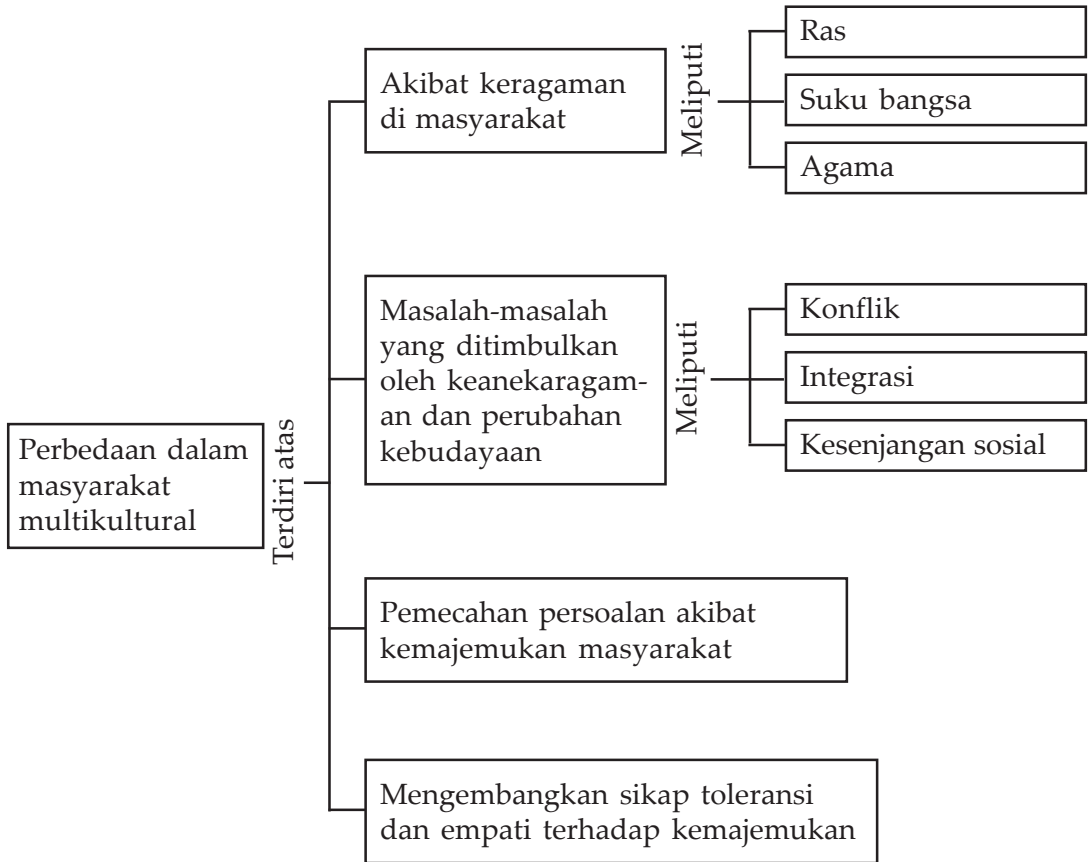 Perbedaan dalam
masyarakat
multikultural
Terdiri atas
Akibat keragaman
di masyarakat
Meliputi
Ras
Suku bangsa
Agama
Masalah-masalah
yang ditimbulkan
oleh keanekaragam-
an dan perubahan
kebudayaan
Meliputi
Konflik
Integrasi
Kesenjangan sosial
Pemecahan persoalan akibat
kemajemukan masyarakat
Mengembangkan sikap toleransi
dan empati terhadap kemajemukan